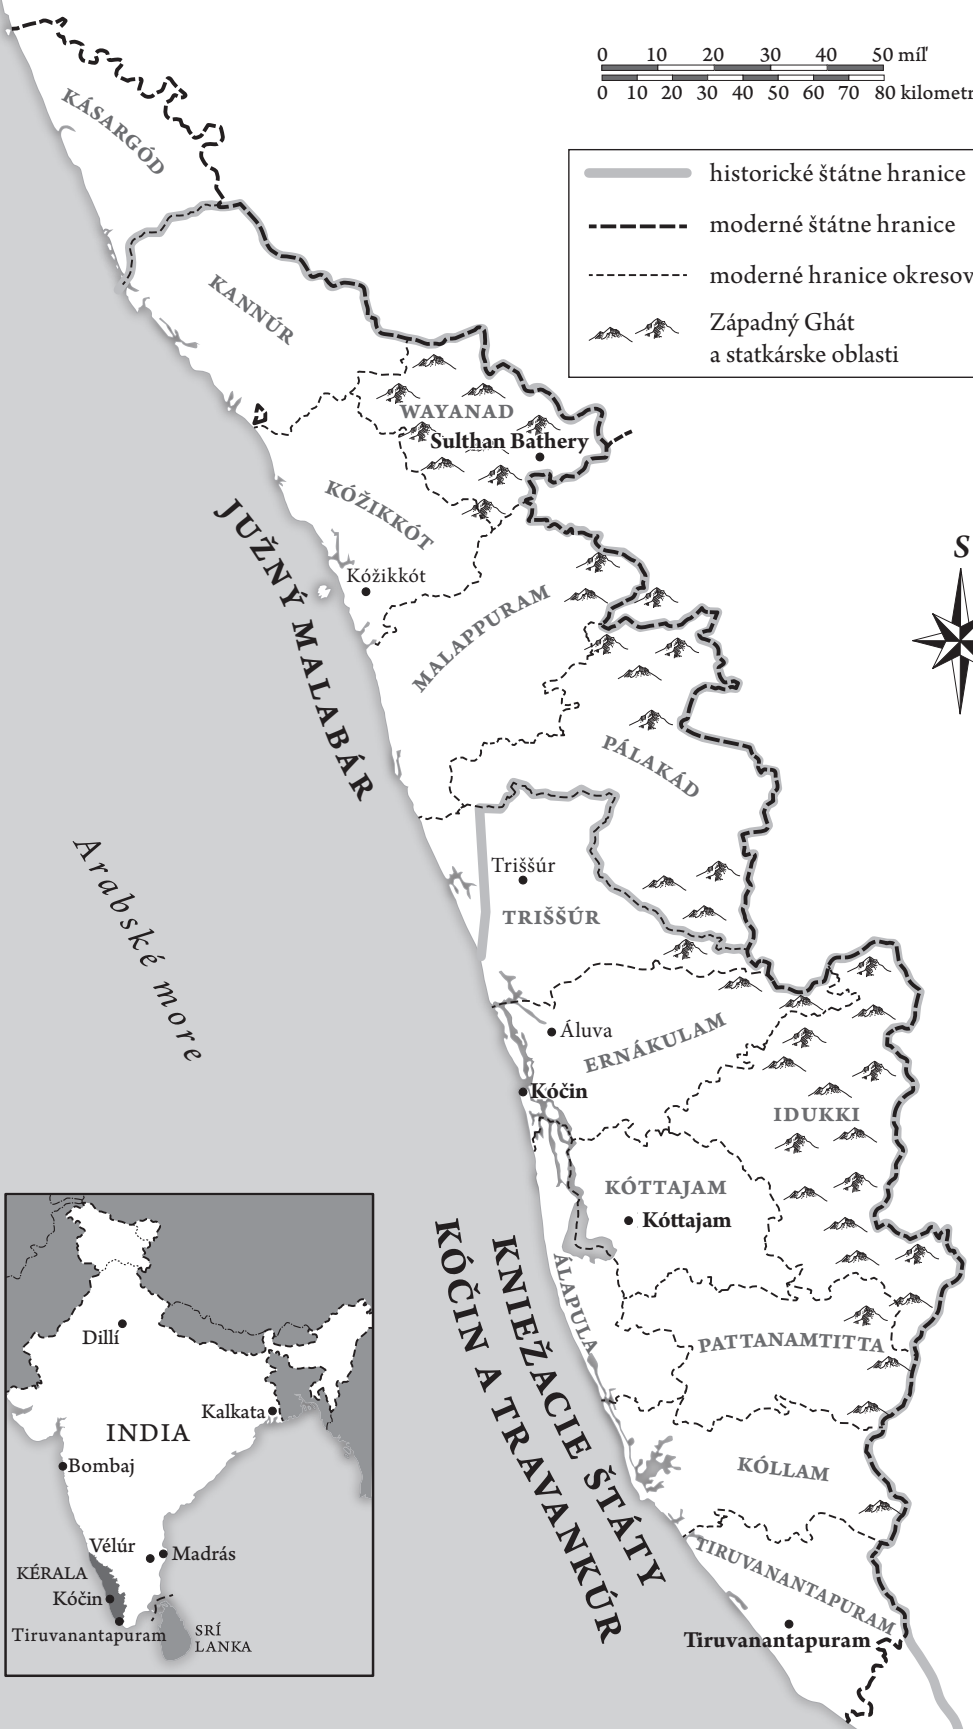 0 10 20 30 40 50 míľ
0 10 20 30 40 50 60 70 80 kilometr
historické štátne hranice
moderné štátne hranice
moderné hranice okresov
Západný Ghát
a statkárske oblasti
S
KÁSARGÓD
KANNÚR
WAYANAD
Sulthan Bathery
KÓŽIKKÓT
Kóžikkót
JUŽNÝ MALABÁR
MALAPPURAM
PÁLAKÁD
Arabské more
Triššúr
TRIŠŠÚR
Áluva
ERNÁKULAM
Kóčin
IDUKKI
KÓTTAJAM
Kóttajam
ÁLAPULA
KNIEŽACIE ŠTÁTY
KÓČIN A TRAVANKÚR
PATTANAMTITTA
KÓLLAM
TIRUVANANTAPURAM
Tiruvanantapuram
Dillí
Kalkata
INDIA
Bombaj
Vélúr
Madrás
KÉRALA
Kóčin
Tiruvanantapuram
SRÍ
LANKA